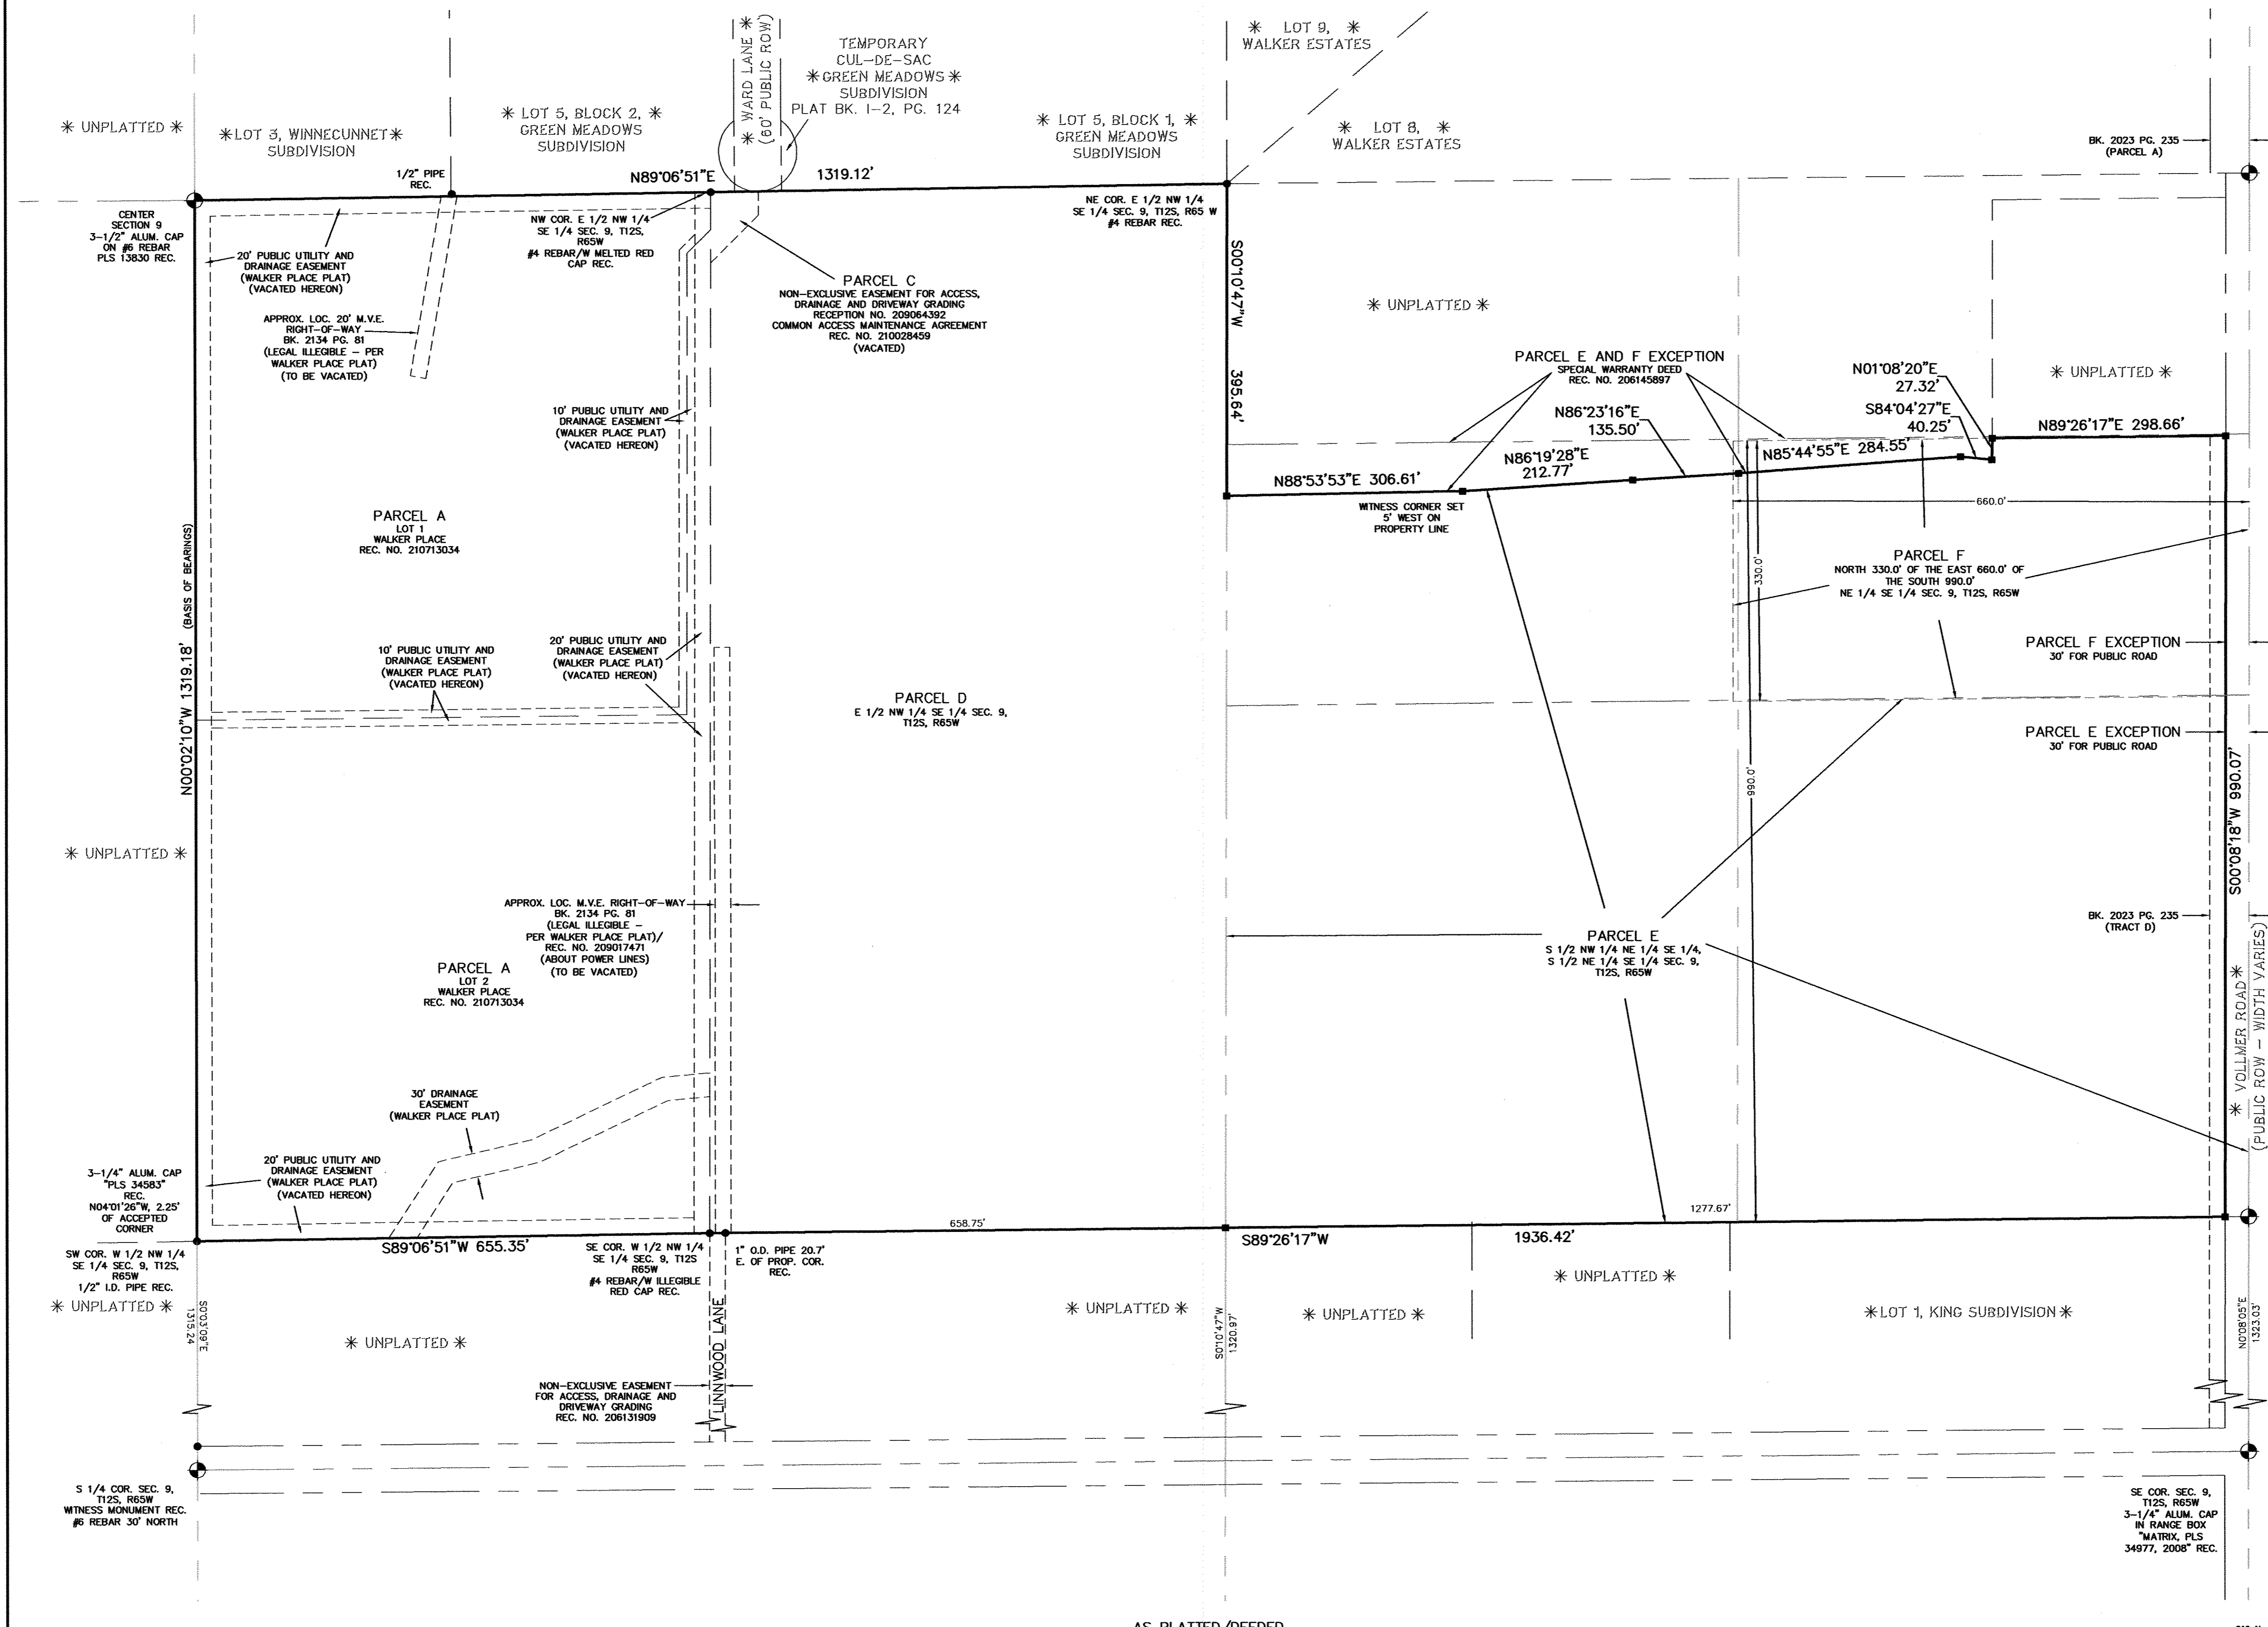 * LOT 9, *
WALKER ESTATES
* WARD LANE *
(60' PUBLIC ROW)
TEMPORARY
CUL-DE-SAC
* GREEN MEADOWS *
SUBDIVISION
PLAT BK. I-2, PG. 124
* UNPLATTED *
* LOT 3, WINNECUNNET *
SUBDIVISION
* LOT 5, BLOCK 2, *
GREEN MEADOWS
SUBDIVISION
* LOT 5, BLOCK 1, *
GREEN MEADOWS
SUBDIVISION
* LOT 8, *
WALKER ESTATES
BK. 2023 PG. 235
(PARCEL A)
1/2" PIPE
REC.
N89°06'51"E
1319.12'
CENTER
SECTION 9
3-1/2" ALUM. CAP
ON #6 REBAR
PLS 13830 REC.
NW COR. E 1/2 NW 1/4
SE 1/4 SEC. 9, T12S,
R65W
#4 REBAR/W MELTED RED
CAP REC.
NE COR. E 1/2 NW 1/4
SE 1/4 SEC. 9, T12S, R65 W
#4 REBAR REC.
20' PUBLIC UTILITY AND
DRAINAGE EASEMENT
(WALKER PLACE PLAT)
(VACATED HEREON)
APPROX. LOC. 20' M.V.E.
RIGHT-OF-WAY
BK. 2134 PG. 81
(LEGAL ILLEGIBLE - PER
WALKER PLACE PLAT)
(TO BE VACATED)
PARCEL C
NON-EXCLUSIVE EASEMENT FOR ACCESS,
DRAINAGE AND DRIVEWAY GRADING
RECEPTION NO. 209064392
COMMON ACCESS MAINTENANCE AGREEMENT
REC. NO. 210028459
(VACATED)
S00°10'47"W
395.64'
* UNPLATTED *
PARCEL E AND F EXCEPTION
SPECIAL WARRANTY DEED
REC. NO. 206145897
N01°08'20"E
27.32'
* UNPLATTED *
S84°04'27"E
40.25'
N86°23'16"E
135.50'
N89°26'17"E 298.66'
10' PUBLIC UTILITY AND
DRAINAGE EASEMENT
(WALKER PLACE PLAT)
(VACATED HEREON)
N86°19'28"E
212.77'
N85°44'55"E 284.55'
N88°53'53"E 306.61'
660.0'
WITNESS CORNER SET
5' WEST ON
PROPERTY LINE
PARCEL A
LOT 1
WALKER PLACE
REC. NO. 210713034
N00°02'10"W 1319.18'
(BASIS OF BEARINGS)
330.0'
PARCEL F
NORTH 330.0' OF THE EAST 660.0' OF
THE SOUTH 990.0'
NE 1/4 SE 1/4 SEC. 9, T12S, R65W
10' PUBLIC UTILITY AND
DRAINAGE EASEMENT
(WALKER PLACE PLAT)
(VACATED HEREON)
20' PUBLIC UTILITY AND
DRAINAGE EASEMENT
(WALKER PLACE PLAT)
(VACATED HEREON)
PARCEL F EXCEPTION
30' FOR PUBLIC ROAD
PARCEL D
E 1/2 NW 1/4 SE 1/4 SEC. 9,
T12S, R65W
PARCEL E EXCEPTION
30' FOR PUBLIC ROAD
990.0'
S00°08'18"W 990.07'
* UNPLATTED *
APPROX. LOC. M.V.E. RIGHT-OF-WAY
BK. 2134 PG. 81
(LEGAL ILLEGIBLE -
PER WALKER PLACE PLAT)/
REC. NO. 209017471
(ABOUT POWER LINES)
(TO BE VACATED)
BK. 2023 PG. 235
(TRACT D)
PARCEL E
S 1/2 NW 1/4 NE 1/4 SE 1/4,
S 1/2 NE 1/4 SE 1/4 SEC. 9,
T12S, R65W
PARCEL A
LOT 2
WALKER PLACE
REC. NO. 210713034
* VOLLMER ROAD *
(PUBLIC ROW - WIDTH VARIES)
30' DRAINAGE
EASEMENT
(WALKER PLACE PLAT)
20' PUBLIC UTILITY AND
DRAINAGE EASEMENT
(WALKER PLACE PLAT)
(VACATED HEREON)
3-1/4" ALUM. CAP
"PLS 34583"
REC.
N04°01'26"W, 2.25'
OF ACCEPTED
CORNER
658.75'
1277.67'
S89°06'51"W 655.35'
S89°26'17"W
1936.42'
SW COR. W 1/2 NW 1/4
SE 1/4 SEC. 9, T12S,
R65W
1/2" I.D. PIPE REC.
SE COR. W 1/2 NW 1/4
SE 1/4 SEC. 9, T12S
R65W
#4 REBAR/W ILLEGIBLE
RED CAP REC.
1" O.D. PIPE 20.7'
E. OF PROP. COR.
REC.
* UNPLATTED *
S0°03'09"E
1315.24
* UNPLATTED *
LINNWOOD LANE
* UNPLATTED *
S0°10'47"W
1320.97'
* UNPLATTED *
* UNPLATTED *
* LOT 1, KING SUBDIVISION *
N0°08'05"E
1323.03'
NON-EXCLUSIVE EASEMENT
FOR ACCESS, DRAINAGE AND
DRIVEWAY GRADING
REC. NO. 206131909
S 1/4 COR. SEC. 9,
T12S, R65W
WITNESS MONUMENT REC.
#6 REBAR 30' NORTH
SE COR. SEC. 9,
T12S, R65W
3-1/4" ALUM. CAP
IN RANGE BOX
"MATRIX, PLS
34977, 2008" REC.
AS PLATTED/DEEDED